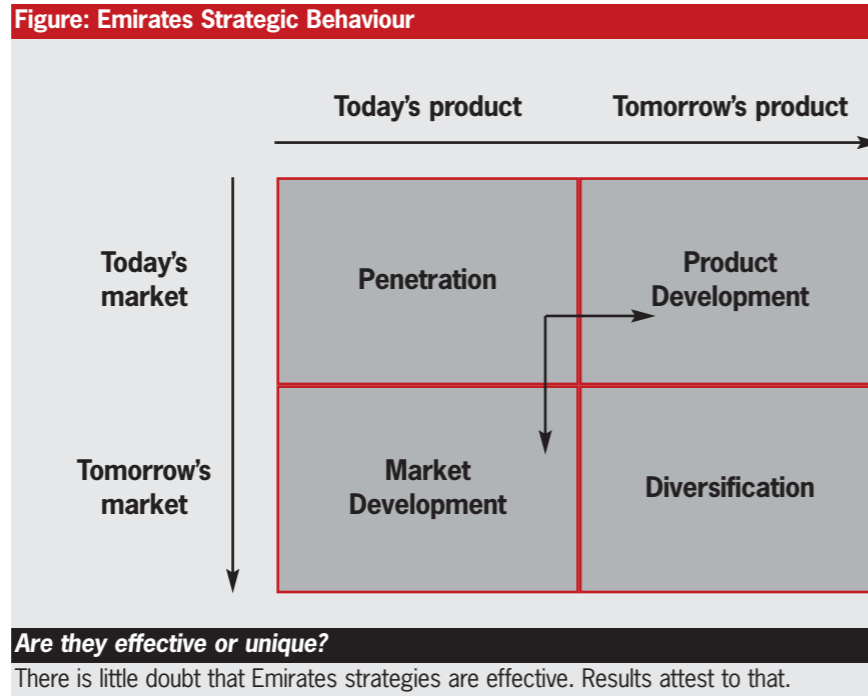 Figure: Emirates Strategic Behaviour
Today's product
Tomorrow's product
Today's
market
Penetration
Product
Development
Tomorrow's
market
Market
Development
Diversification
Are they effective or unique?
There is little doubt that Emirates strategies are effective. Results attest to that.